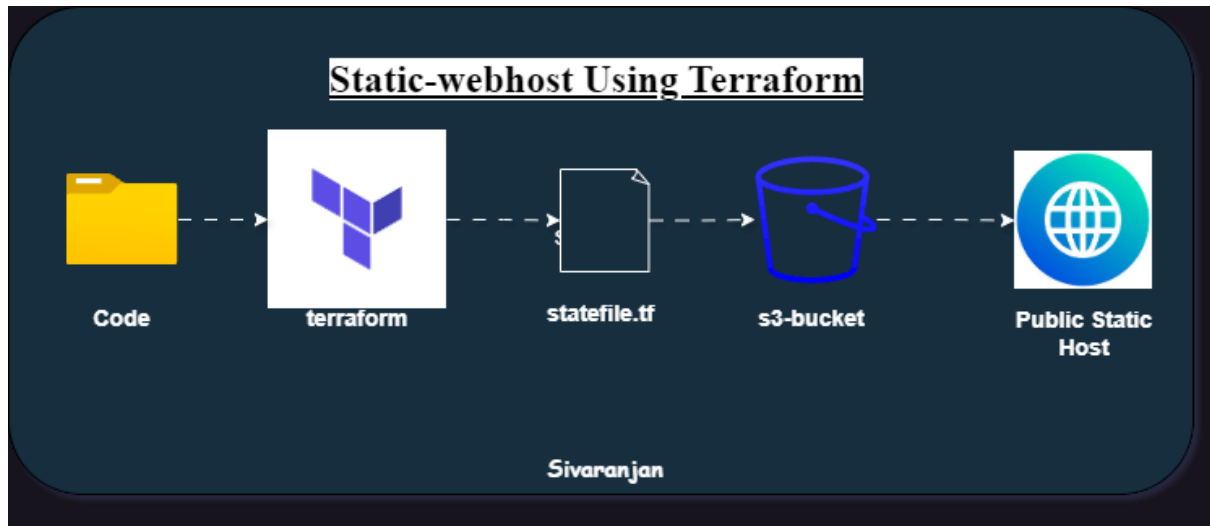 Static-webhost Using Terraform
Code
terraform
statefile.tf
s3-bucket
Public Static
Host
Sivaranjan